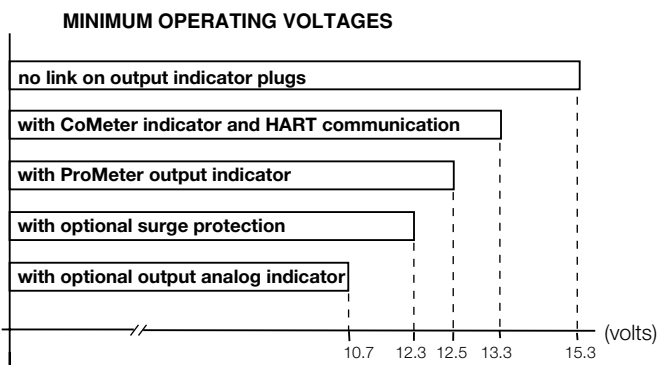 MINIMUM OPERATING VOLTAGES
no link on output indicator plugs
with CoMeter indicator and HART communication
with ProMeter output indicator
with optional surge protection
with optional output analog indicator
(volts)
10.7 12.3 12.5 13.3 15.3